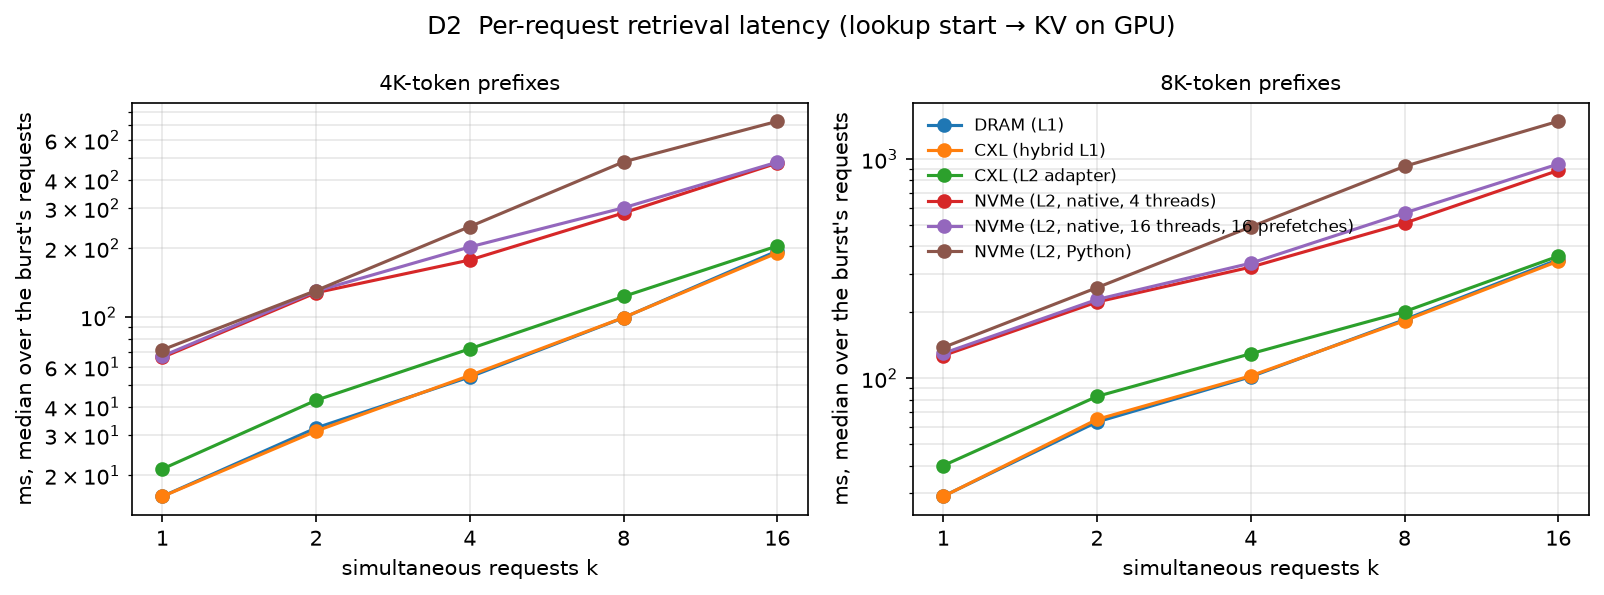 D2  Per-request retrieval latency (lookup start → KV on GPU)
4K-token prefixes
ms, median over the burst's requests
6 × 10²
4 × 10²
3 × 10²
2 × 10²
10²
6 × 10¹
4 × 10¹
3 × 10¹
2 × 10¹
1 2 4 8 16
simultaneous requests k
8K-token prefixes
ms, median over the burst's requests
10³
10²
DRAM (L1)
CXL (hybrid L1)
CXL (L2 adapter)
NVMe (L2, native, 4 threads)
NVMe (L2, native, 16 threads, 16 prefetches)
NVMe (L2, Python)
1 2 4 8 16
simultaneous requests k